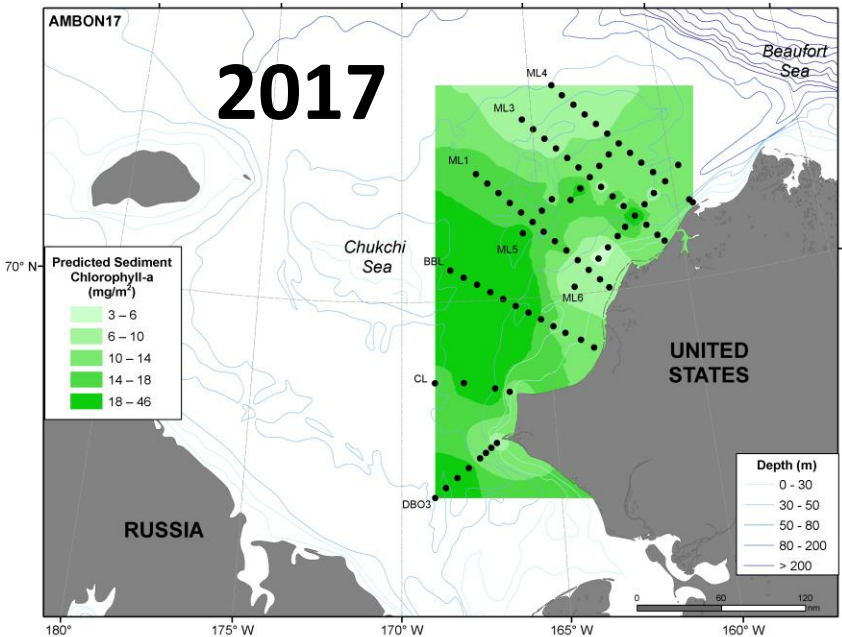 AMBON17
2017
Beaufort
Sea
ML4
ML3
ML1
Chukchi
Sea
ML5
BBL
70° N
ML6
Predicted Sediment
Chlorophyll-a
(mg/m²)
3 – 6
6 – 10
10 – 14
14 – 18
18 – 46
UNITED
STATES
CL
DBO3
RUSSIA
Depth (m)
0 - 30
30 - 50
50 - 80
80 - 200
> 200
0 60 120
nm
180° 175° W 170° W 165° W 160° W